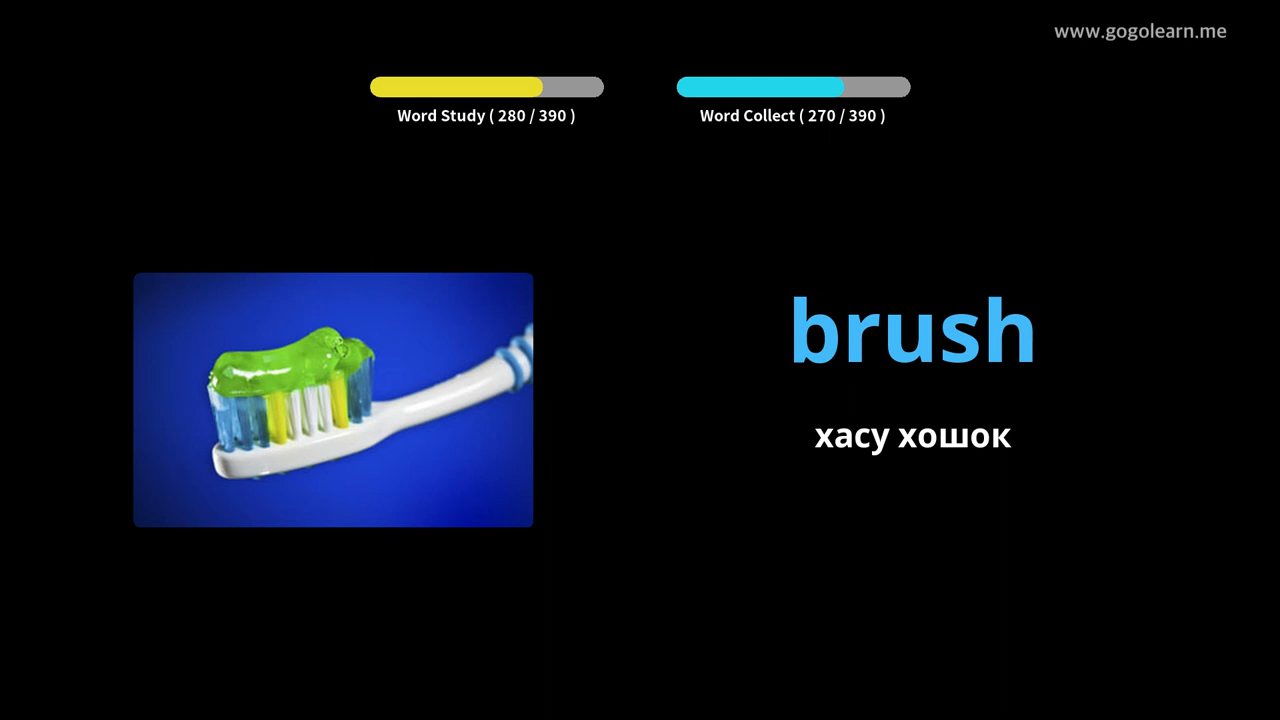 www.gogolearn.me
Word Study ( 280 / 390 )
Word Collect ( 270 / 390 )
brush
хасу хошок